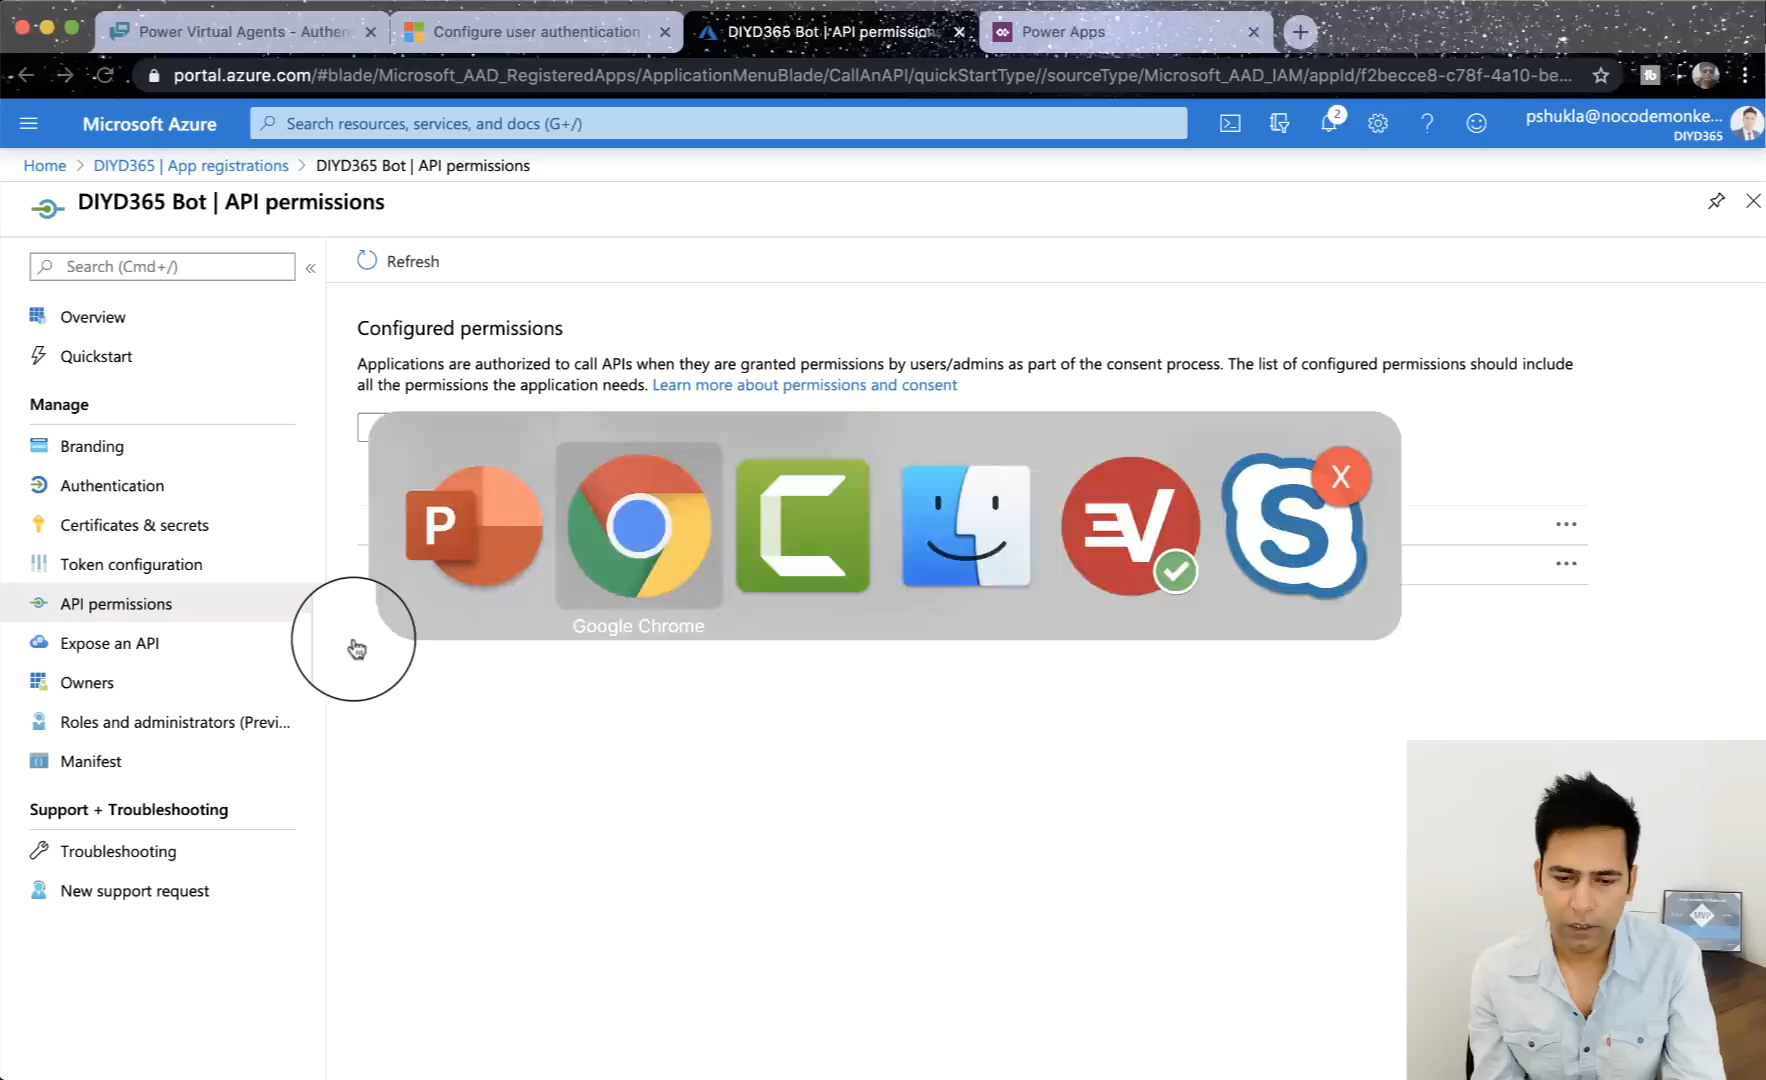 Power Virtual Agents - Authen
Configure user authentication
DIYD365 Bot | API permission
Power Apps
portal.azure.com/#blade/Microsoft_AAD_RegisteredApps/ApplicationMenuBlade/CallAnAPI/quickStartType//sourceType/Microsoft_AAD_IAM/appId/f2becce8-c78f-4a10-be...
Microsoft Azure
Search resources, services, and docs (G+/)
2
pshukla@nocodemonke...
DIYD365
Home > DIYD365 | App registrations > DIYD365 Bot | API permissions
DIYD365 Bot | API permissions
Search (Cmd+/)
Refresh
Overview
Quickstart
Manage
Branding
Authentication
Certificates & secrets
Token configuration
API permissions
Expose an API
Owners
Roles and administrators (Previ...
Manifest
Support + Troubleshooting
Troubleshooting
New support request
Configured permissions
Applications are authorized to call APIs when they are granted permissions by users/admins as part of the consent process. The list of configured permissions should include
all the permissions the application needs. Learn more about permissions and consent
P
C
S
X
Google Chrome
MVP